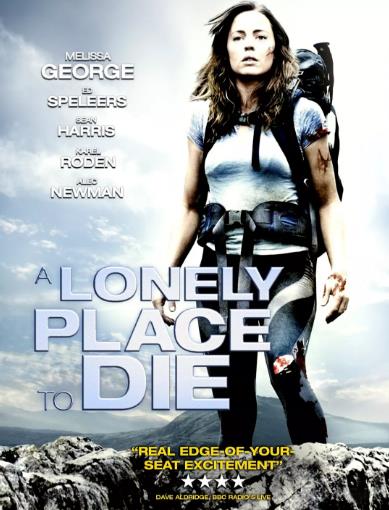 MELISSA
GEORGE
ED
SPELEERS
SEAN
HARRIS
KAREL
RODEN
ALEC
NEWMAN
A LONELY
PLACE
TO DIE
"REAL EDGE-OF-YOUR-
SEAT EXCITEMENT"
★★★★
DAVE ALDRIDGE, BBC RADIO 5 LIVE